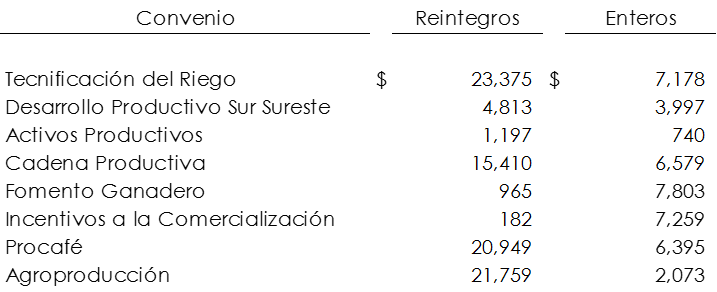 Convenio Reintegros Enteros
Tecnificación del Riego $ 23,375 $ 7,178
Desarrollo Productivo Sur Sureste 4,813 3,997
Activos Productivos 1,197 740
Cadena Productiva 15,410 6,579
Fomento Ganadero 965 7,803
Incentivos a la Comercialización 182 7,259
Procafé 20,949 6,395
Agroproducción 21,759 2,073